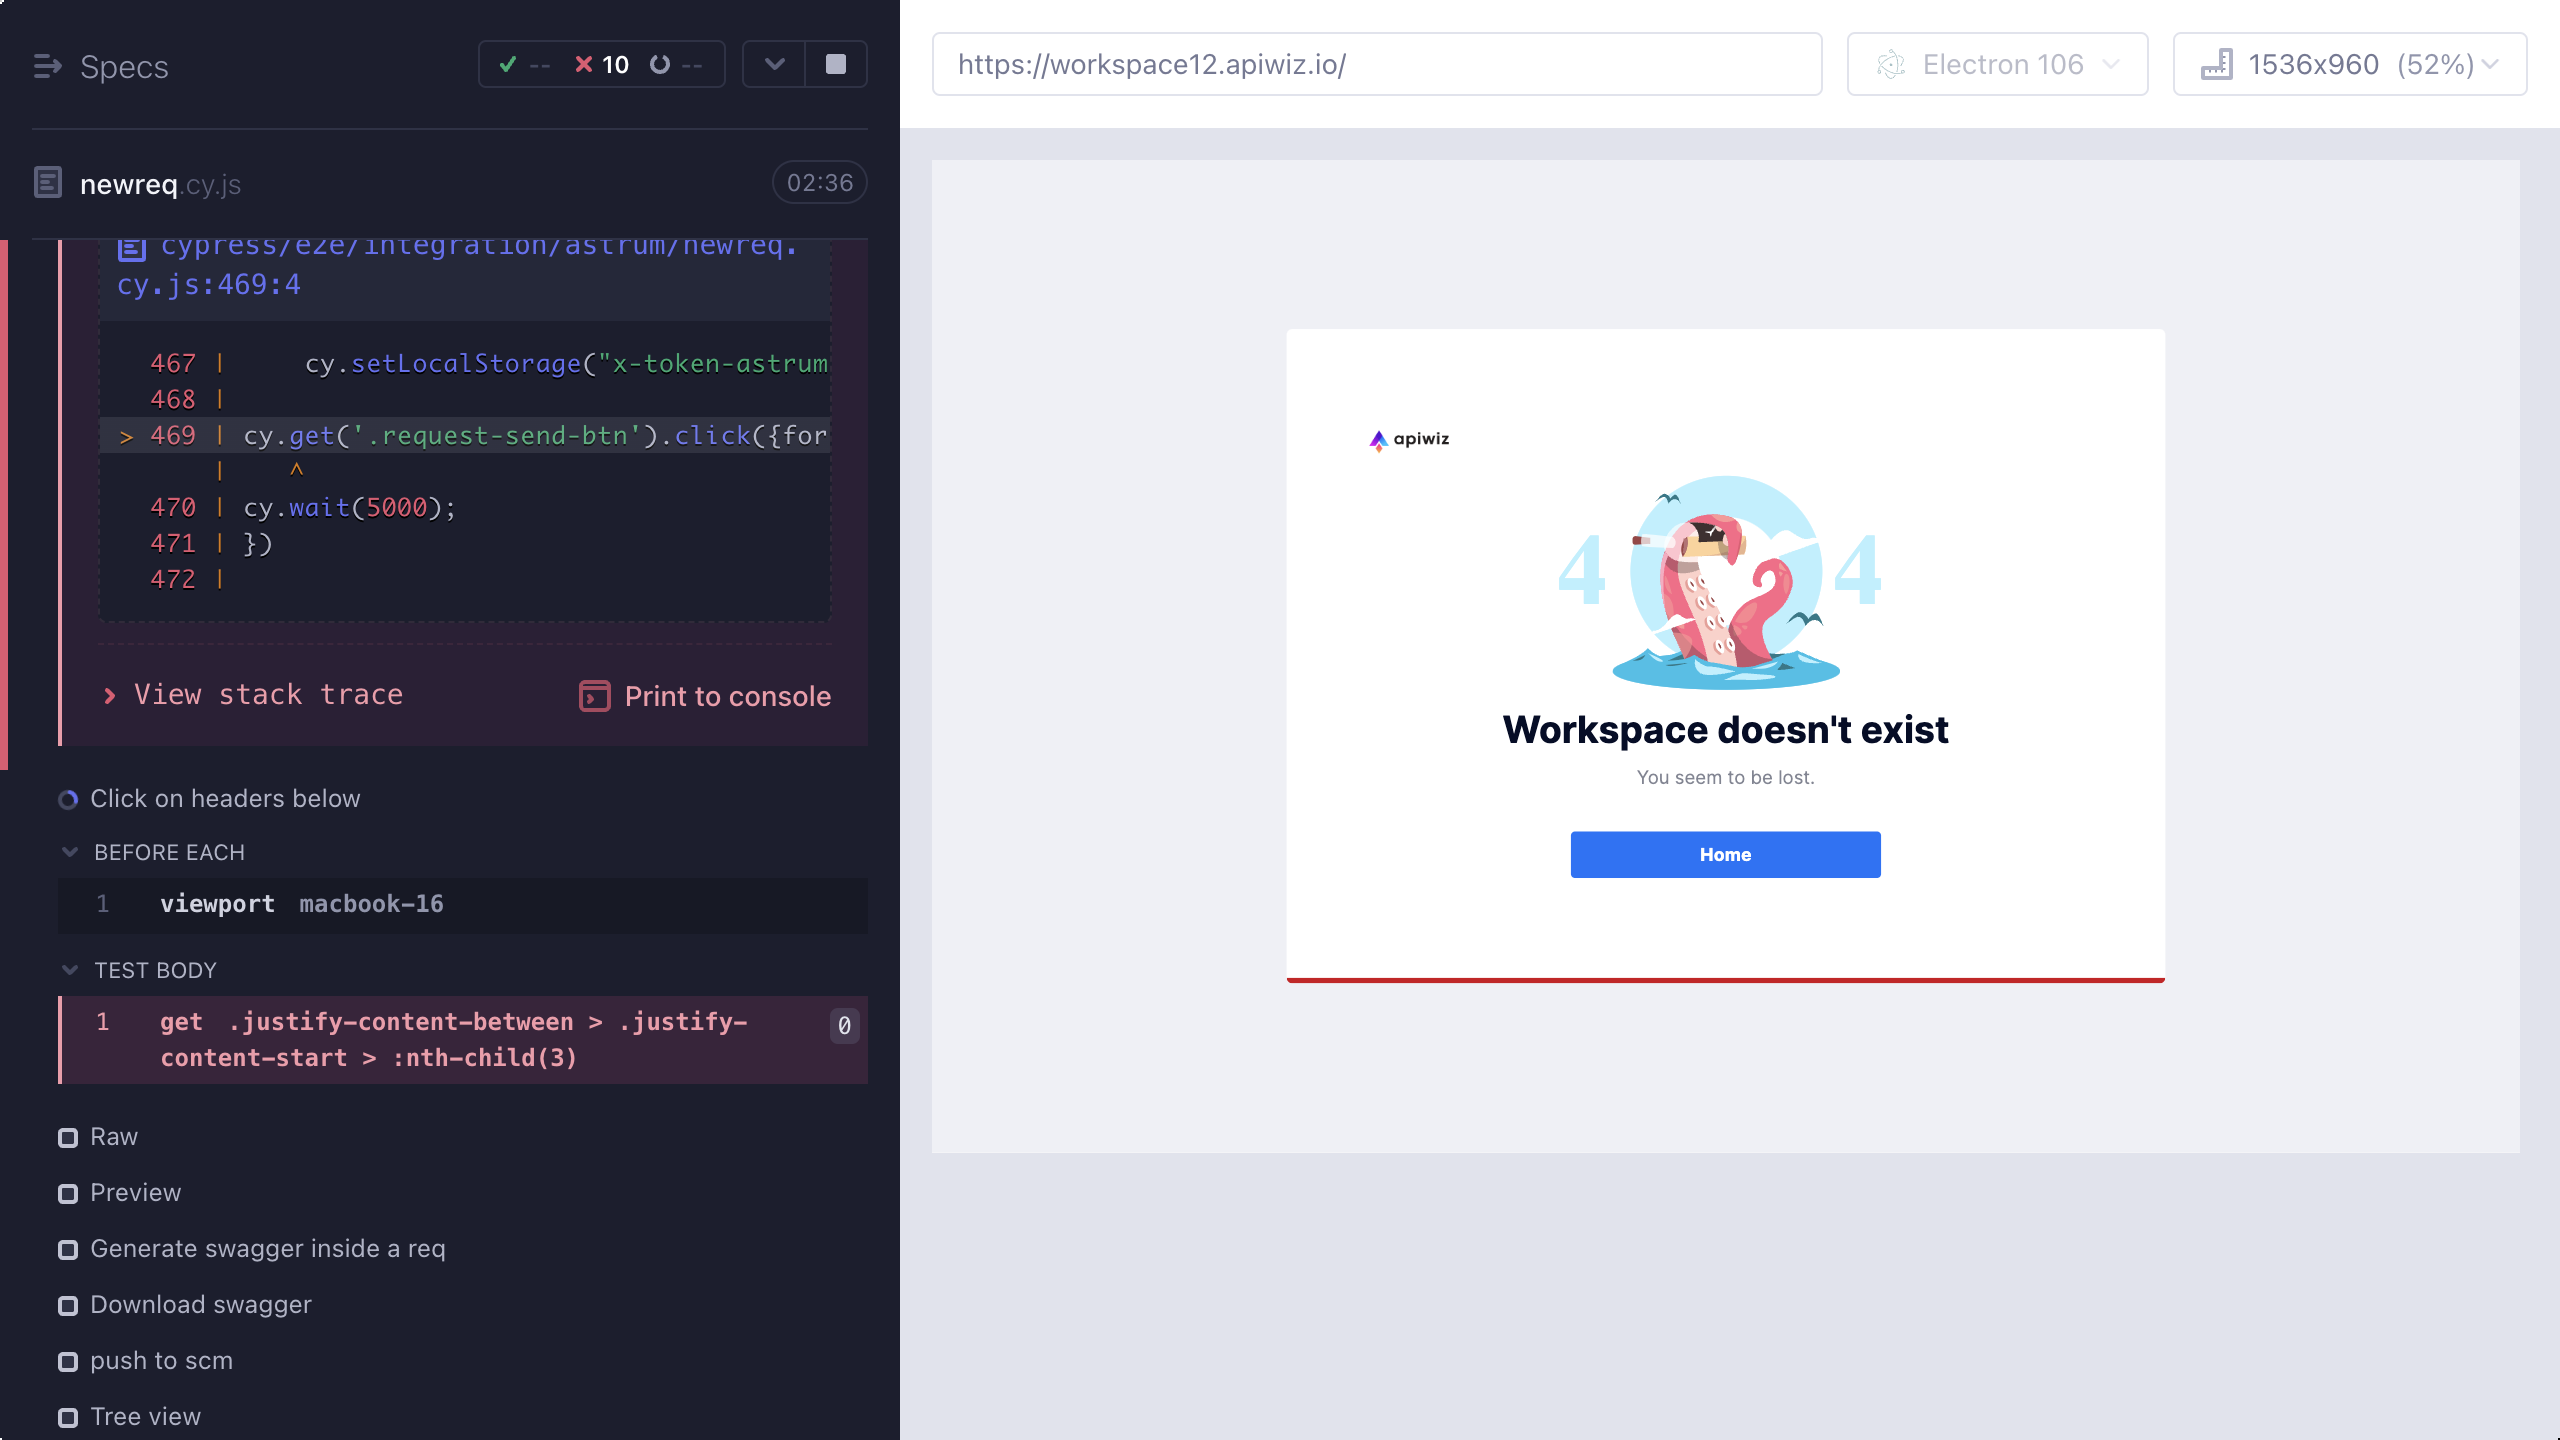 Specs
-- 10 --
newreq.cy.js
02:36
cypress/e2e/integration/astrum/newreq.
cy.js:469:4
467 |     cy.setLocalStorage("x-token-astrum
468 |
> 469 | cy.get('.request-send-btn').click({for
|    ^
470 | cy.wait(5000);
471 | })
472 |
View stack trace
Print to console
Click on headers below
BEFORE EACH
1 viewport macbook-16
TEST BODY
1 get .justify-content-between > .justify-
content-start > :nth-child(3)
0
Raw
Preview
Generate swagger inside a req
Download swagger
push to scm
Tree view
https://workspace12.apiwiz.io/
Electron 106
1536x960 (52%)
apiwiz
4 4
Workspace doesn't exist
You seem to be lost.
Home